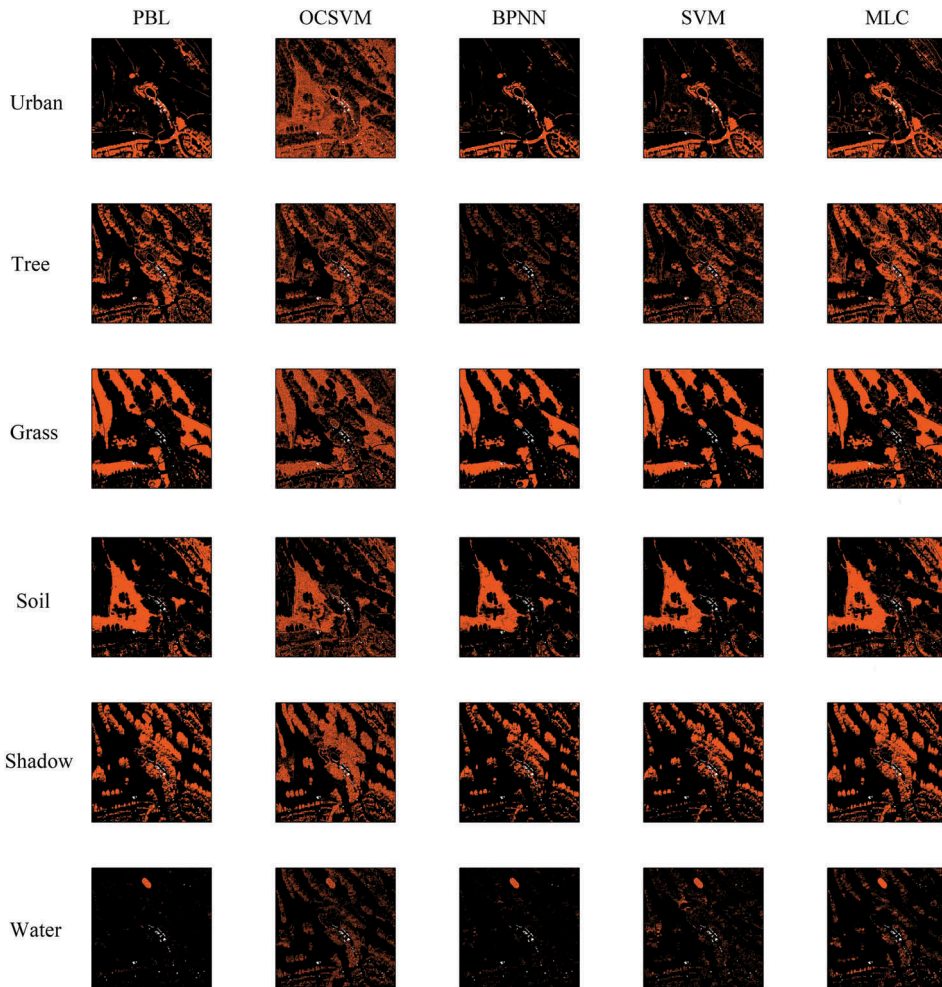 PBL OCSVM BPNN SVM MLC
Urban
Tree
Grass
Soil
Shadow
Water